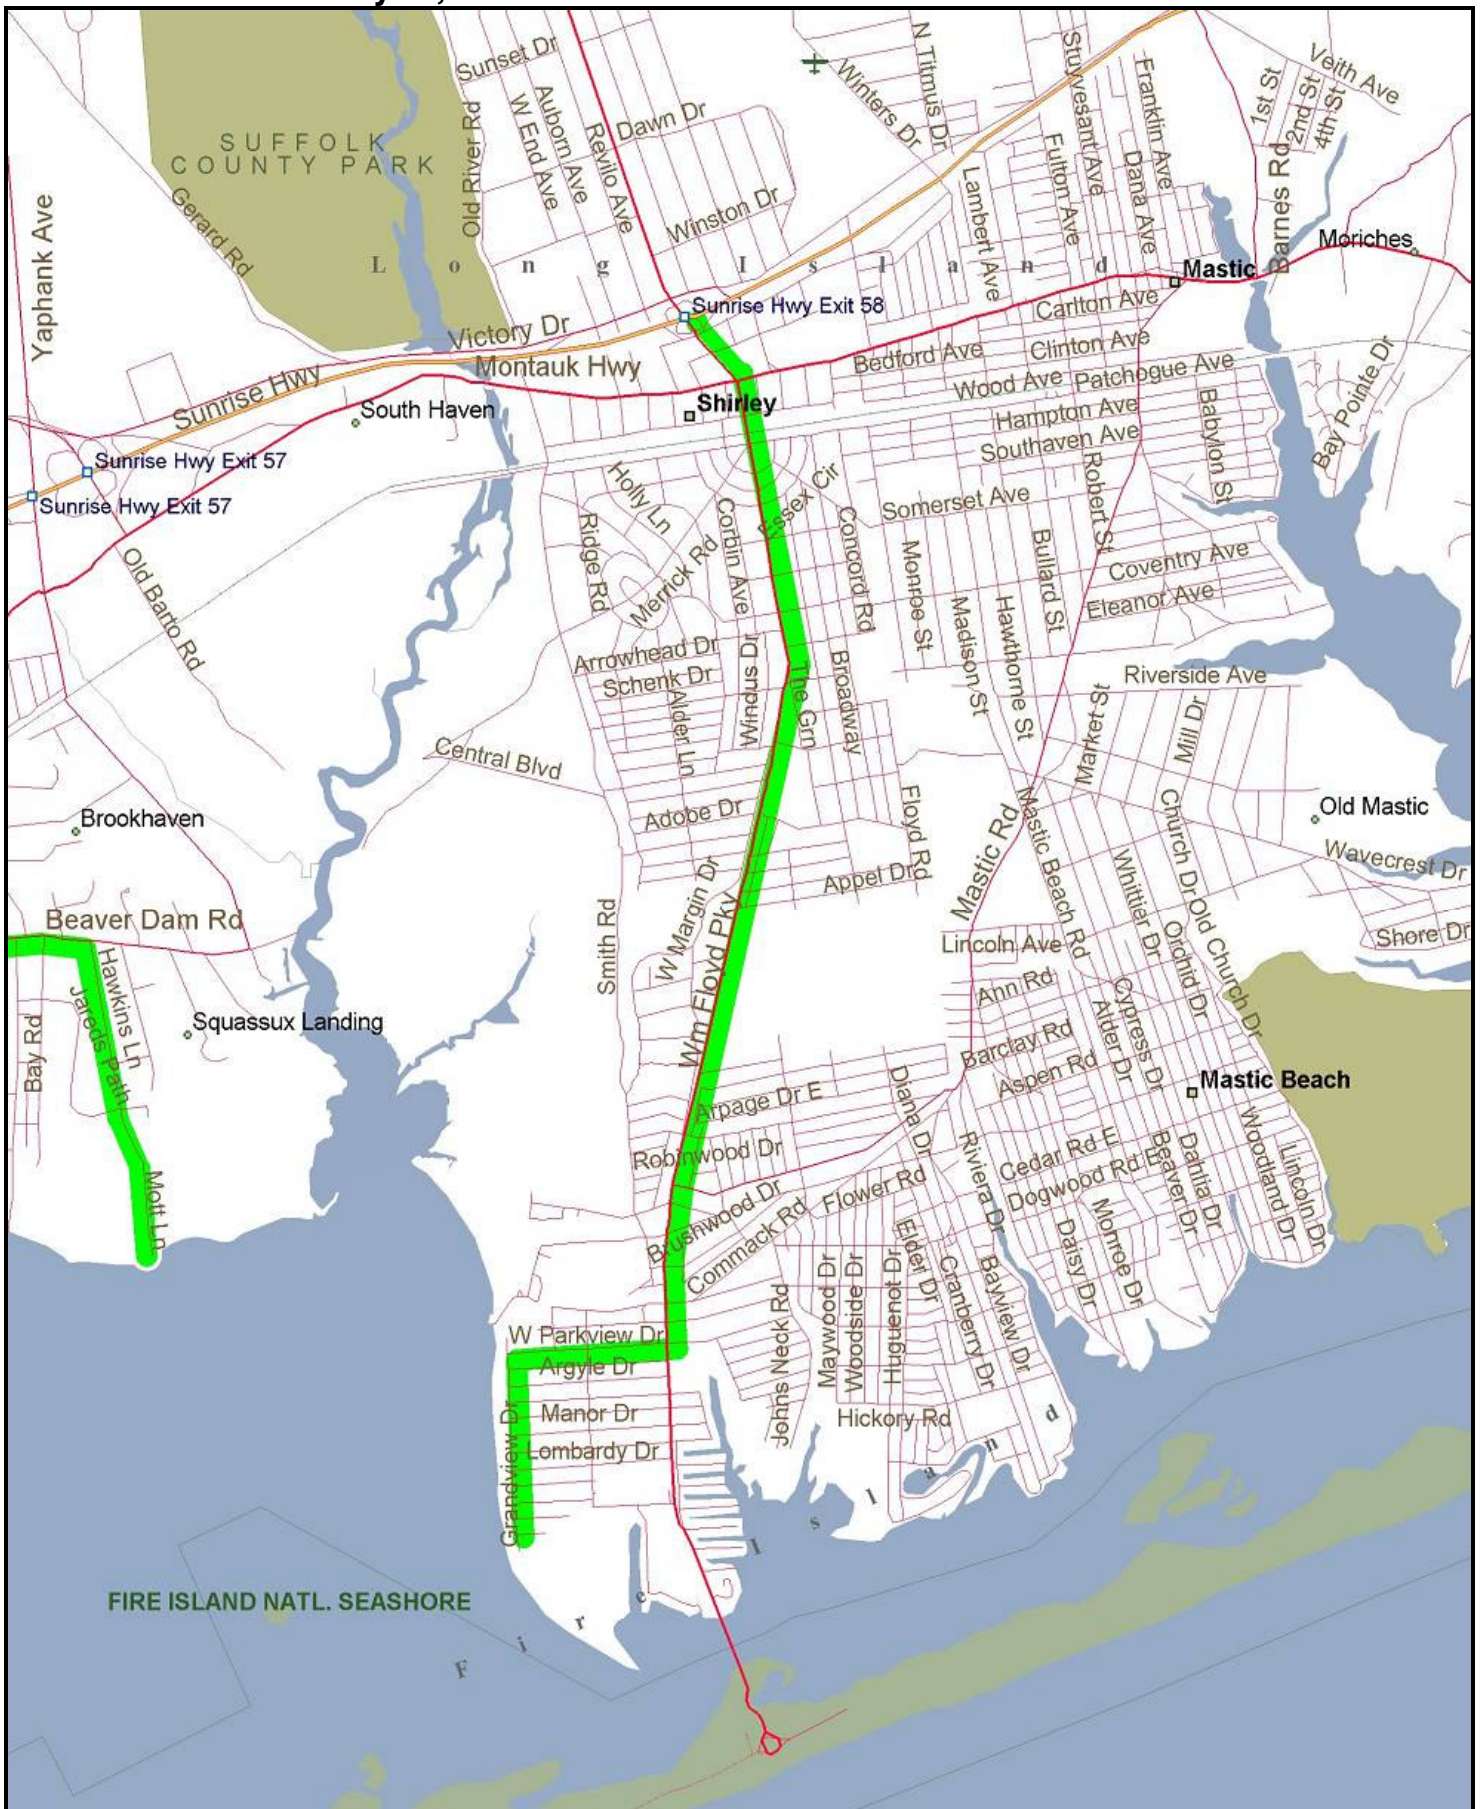 Sunset Dr
Auborn Ave
W End Ave
Revilo Ave
Dawn Dr
Winters Dr
N Titmus Dr
Stuyvesant Ave
Franklin Ave
Veith Ave
1st St
2nd St
4th St
SUFFOLK
COUNTY PARK
Old River Rd
Gerard Rd
Winston Dr
Lambert Ave
Fulton Ave
Dana Ave
Barnes Rd
Moriches
Yaphank Ave
Long Island
Mastic
Sunrise Hwy Exit 58
Carlton Ave
Victory Dr
Montauk Hwy
Bedford Ave
Clinton Ave
Wood Ave
Patchogue Ave
Bay Pointe Dr
Sunrise Hwy
South Haven
Shirley
Hampton Ave
Southaven Ave
Babylon St
Sunrise Hwy Exit 57
Sunrise Hwy Exit 57
Holly Ln
Essex Cir
Somerset Ave
Robert St
Ridge Rd
Corbin Ave
Concord Rd
Merrick Rd
Monroe St
Bullard St
Coventry Ave
Eleanor Ave
Old Barto Rd
Madison St
Hawthorne St
Arrowhead Dr
Schenk Dr
Windus Dr
The Grn
Broadway
Riverside Ave
Alder Ln
Market St
Mill Dr
Central Blvd
Adobe Dr
Floyd Rd
Mastic Rd
Mastic Beach Rd
Church Dr
Old Mastic
Brookhaven
Wavecrest Dr
Appel Dr
Whittier Dr
Beaver Dam Rd
Smith Rd
W Margin Dr
Wm Floyd Pky
Lincoln Ave
Orchid Dr
Old Church Dr
Shore Dr
Hawkins Ln
Jareds Path
Bay Rd
Ann Rd
Cypress Dr
Alder Dr
Squassux Landing
Barclay Rd
Aspen Rd
Mastic Beach
Arpage Dr E
Diana Dr
Robinwood Dr
Riviera Dr
Cedar Rd E
Dogwood Rd E
Beaver Dr
Dahlia Dr
Woodland Dr
Lincoln Dr
Mott Ln
Brushwood Dr
Commack Rd
Flower Rd
Elder Dr
Monroe Dr
Daisy Dr
Cranberry Dr
Bayview Dr
Johns Neck Rd
Maywood Dr
Woodside Dr
Huguenot Dr
W Parkview Dr
Argyle Dr
Manor Dr
Lombardy Dr
Grandview Dr
Hickory Rd
FIRE ISLAND NATL. SEASHORE
Fire Island